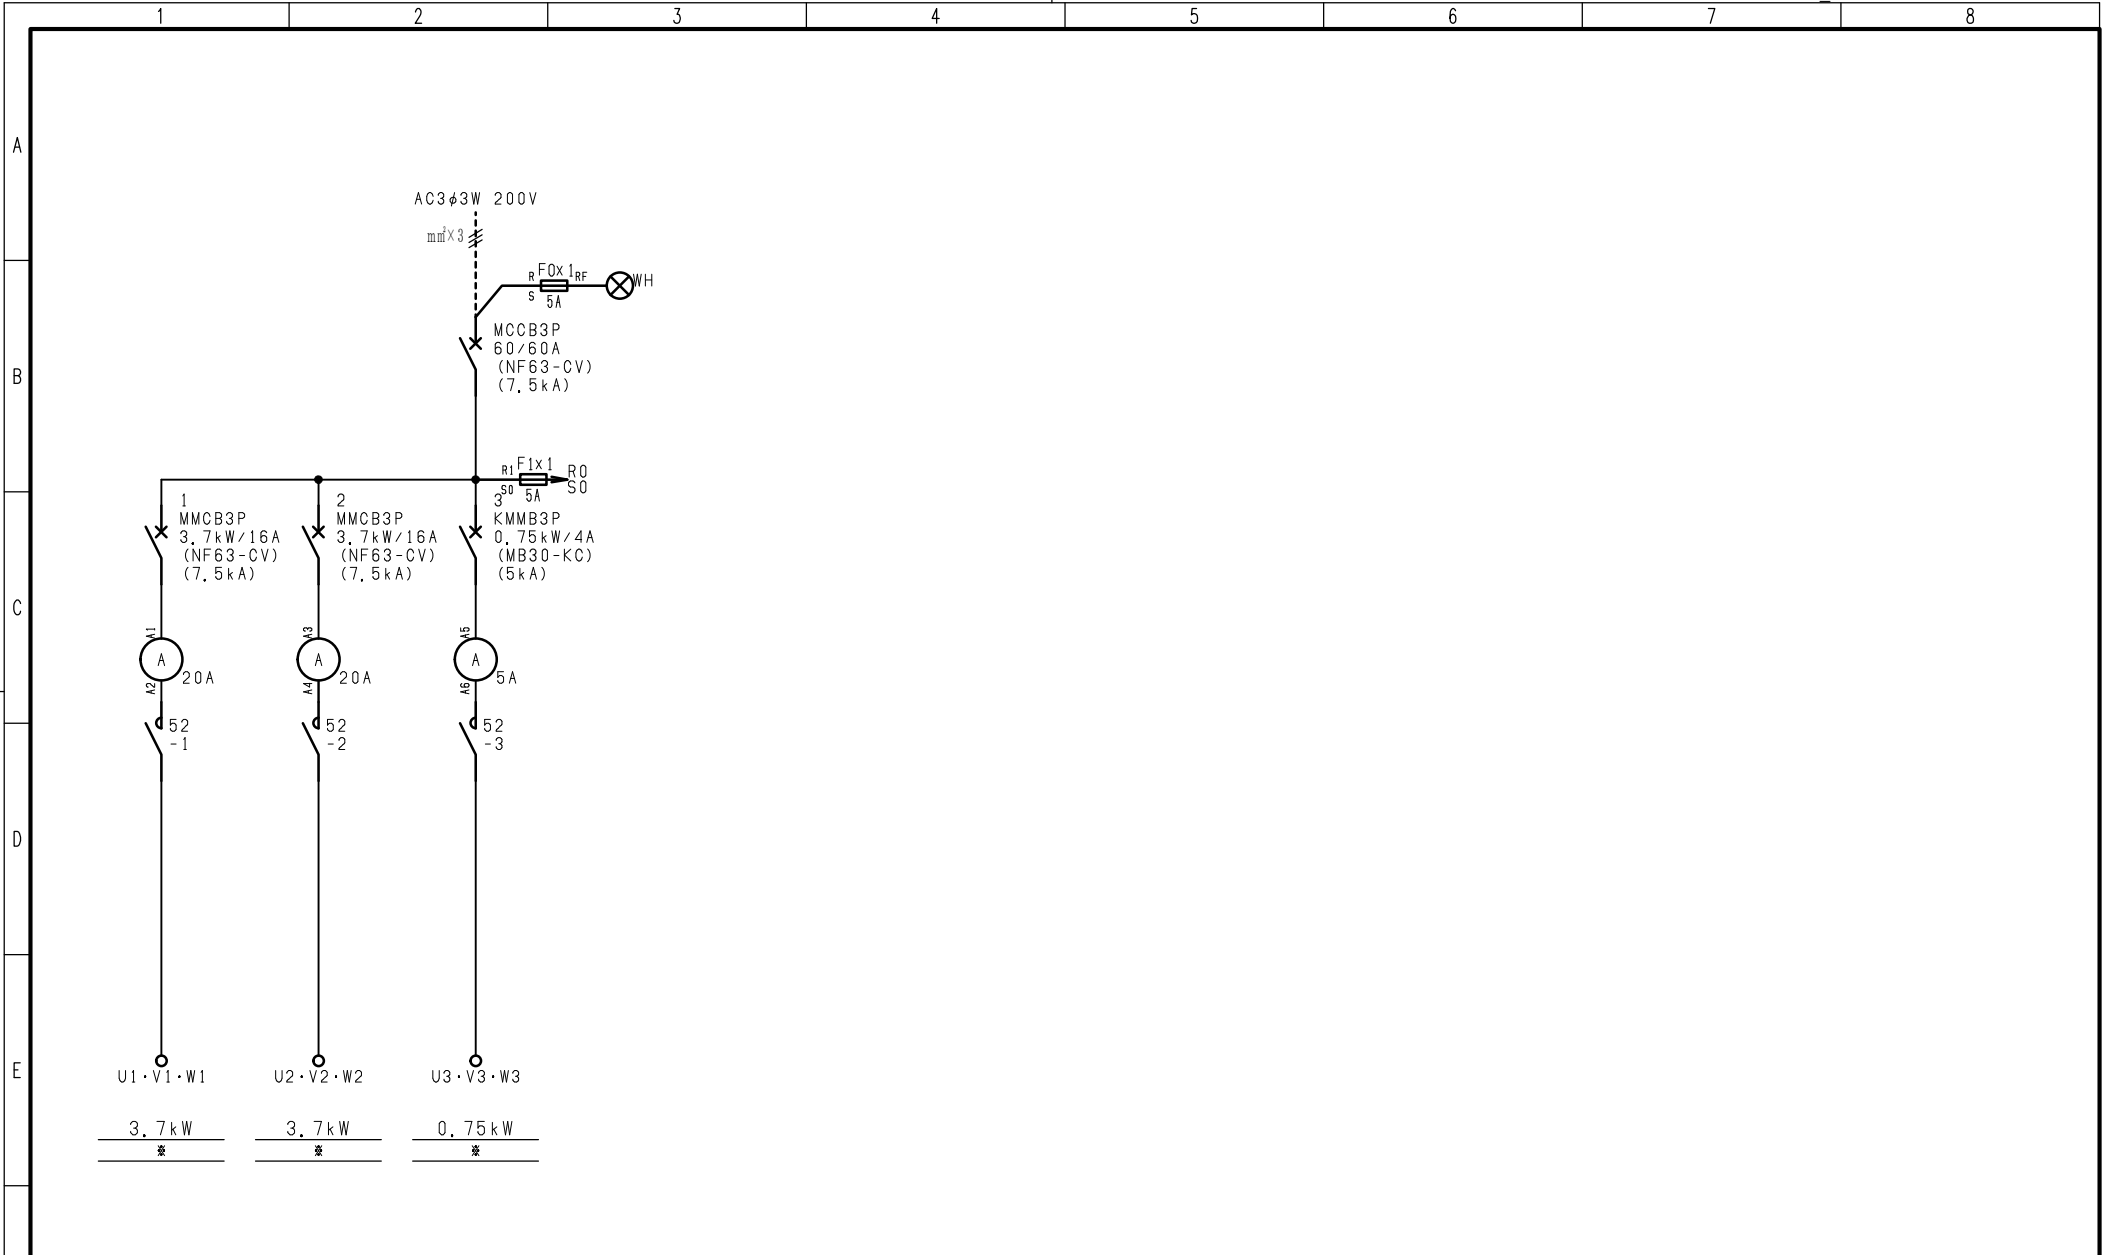 1 2 3 4 5 6 7 8
A
AC3φ3W 200V
mm²×3
R F0x1 RF
WH
S 5A
MCCB3P
60/60A
(NF63-CV)
(7.5kA)
B
R1 F1x1 R0
S0 5A S0
1
MMCB3P
3.7kW/16A
(NF63-CV)
(7.5kA)
2
MMCB3P
3.7kW/16A
(NF63-CV)
(7.5kA)
3
KMMB3P
0.75kW/4A
(MB30-KC)
(5kA)
C
A1 A3 A5
A A A
20A 20A 5A
A2 A4 A6
52 52 52
-1 -2 -3
D
E
U1・V1・W1 U2・V2・W2 U3・V3・W3
3.7kW 3.7kW 0.75kW
※ ※ ※